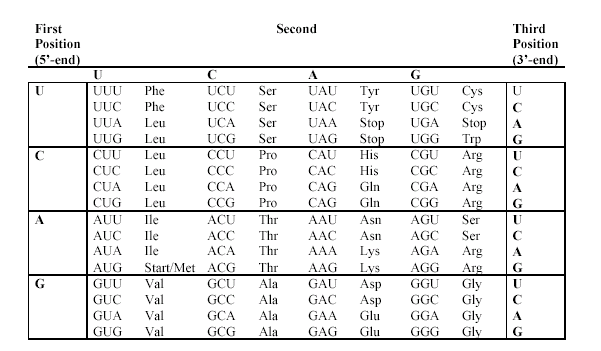 First Second Third
Position Position
(5’-end) (3’-end)
U C A G
U UUU Phe UCU Ser UAU Tyr UGU Cys U
UUC Phe UCC Ser UAC Tyr UGC Cys C
UUA Leu UCA Ser UAA Stop UGA Stop A
UUG Leu UCG Ser UAG Stop UGG Trp G
C CUU Leu CCU Pro CAU His CGU Arg U
CUC Leu CCC Pro CAC His CGC Arg C
CUA Leu CCA Pro CAG Gln CGA Arg A
CUG Leu CCG Pro CAG Gln CGG Arg G
A AUU Ile ACU Thr AAU Asn AGU Ser U
AUC Ile ACC Thr AAC Asn AGC Ser C
AUA Ile ACA Thr AAA Lys AGA Arg A
AUG Start/Met ACG Thr AAG Lys AGG Arg G
G GUU Val GCU Ala GAU Asp GGU Gly U
GUC Val GCC Ala GAC Asp GGC Gly C
GUA Val GCA Ala GAA Glu GGA Gly A
GUG Val GCG Ala GAG Glu GGG Gly G